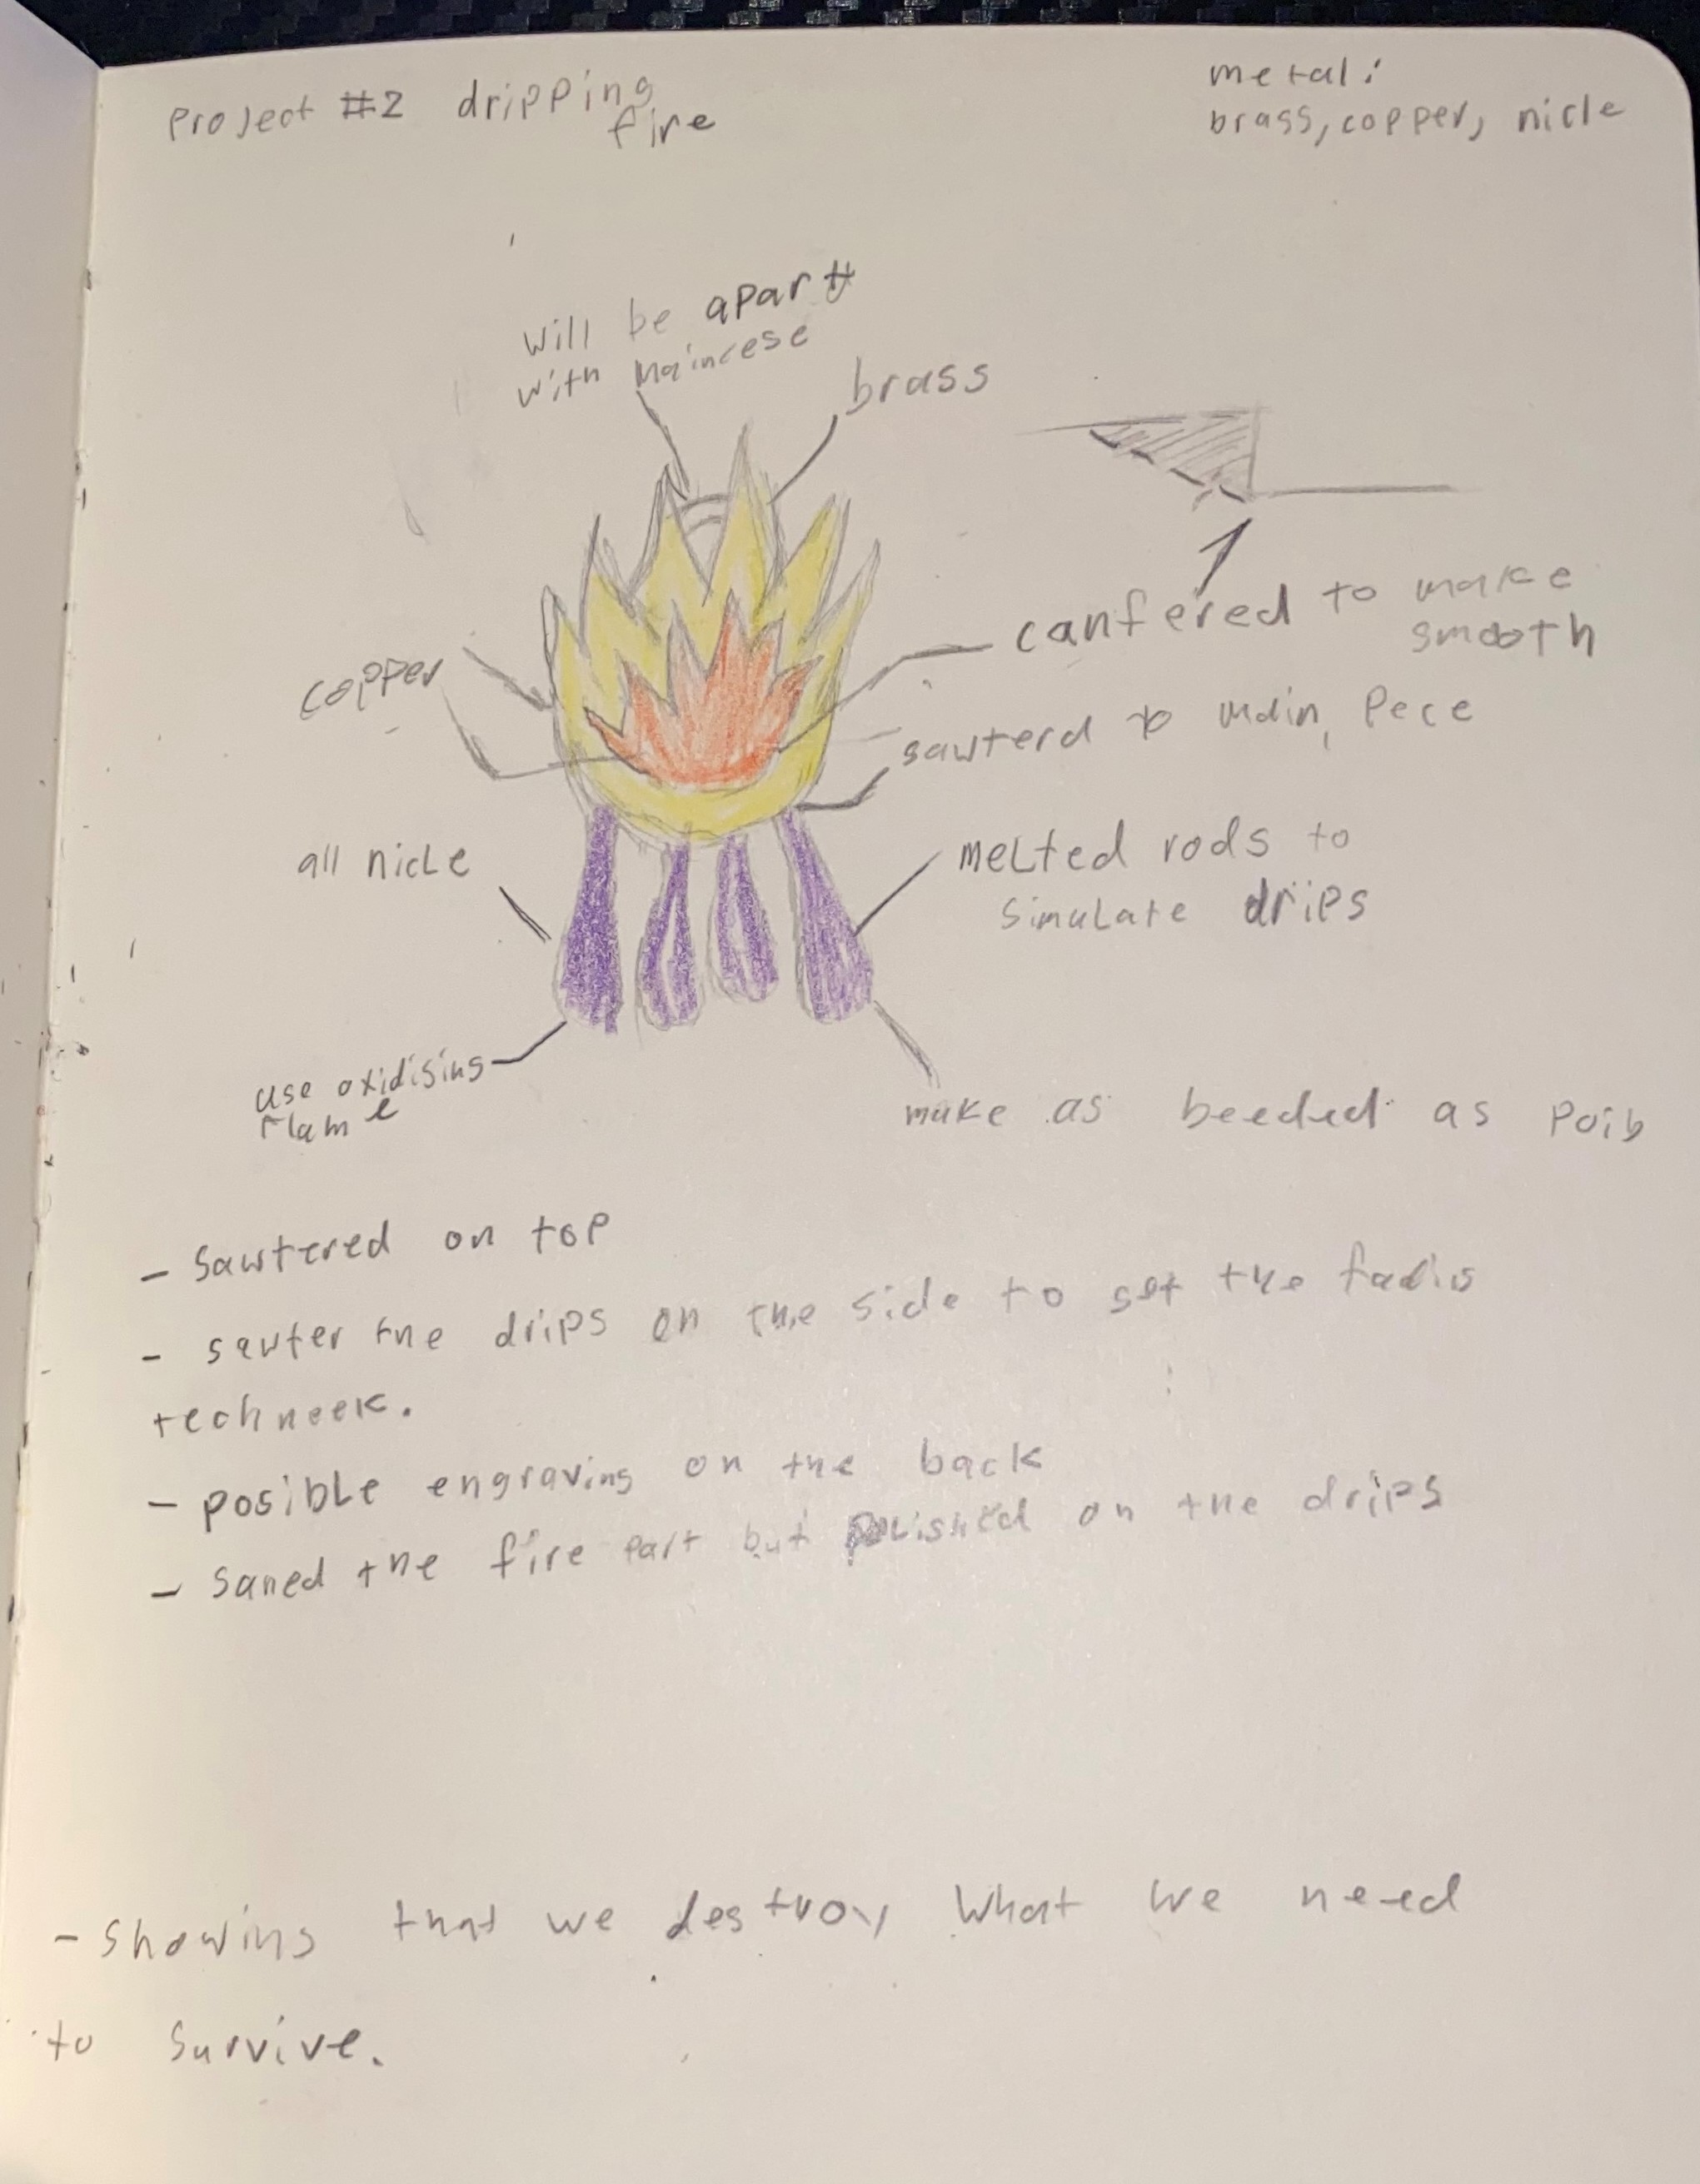 Project #2 dripping
fire
metal:
brass, copper, nicle
will be apart
with maincese
brass
canfered to make
smooth
copper
sawterd to main pece
all nicle
melted rods to
simulate drips
use oxidising
flame
make as beeded as poib
- Sawtered on top
- sawter the drips on the side to get the
techneek.
- posible engraving on the back
- saned the fire part but polished on the drips
- showing that we destroy what we need
to survive.